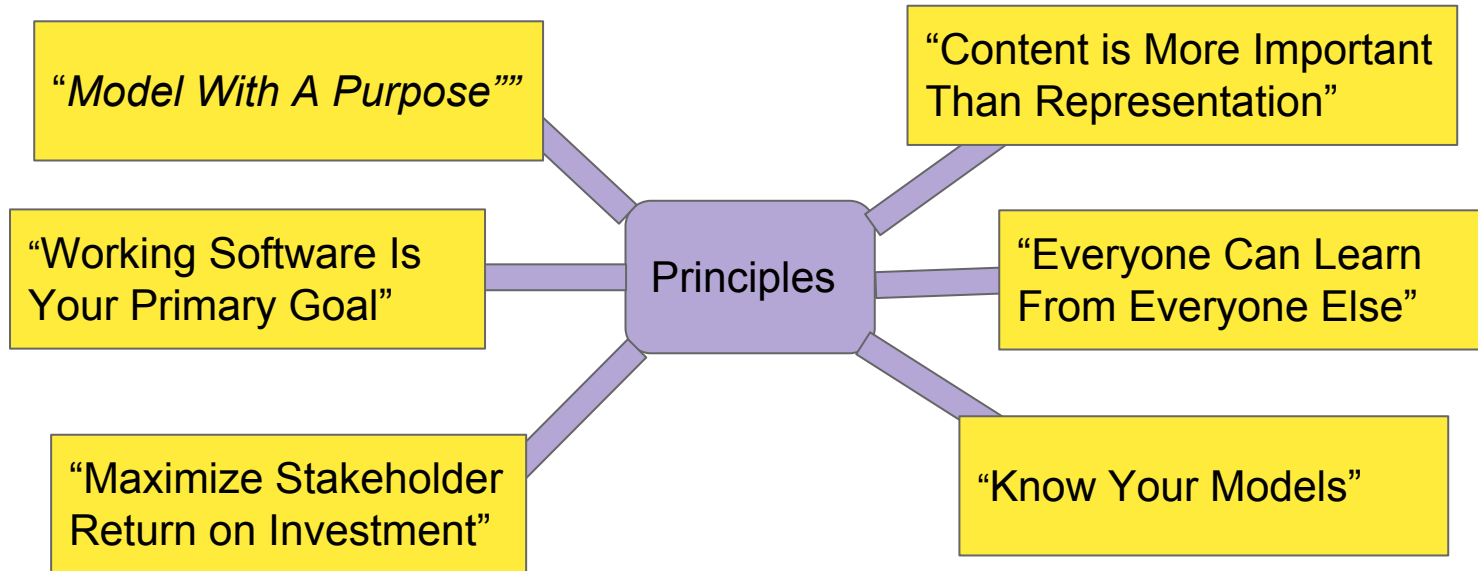 “Model With A Purpose””
“Working Software Is
Your Primary Goal”
“Maximize Stakeholder
Return on Investment”
Principles
“Content is More Important
Than Representation”
“Everyone Can Learn
From Everyone Else”
“Know Your Models”